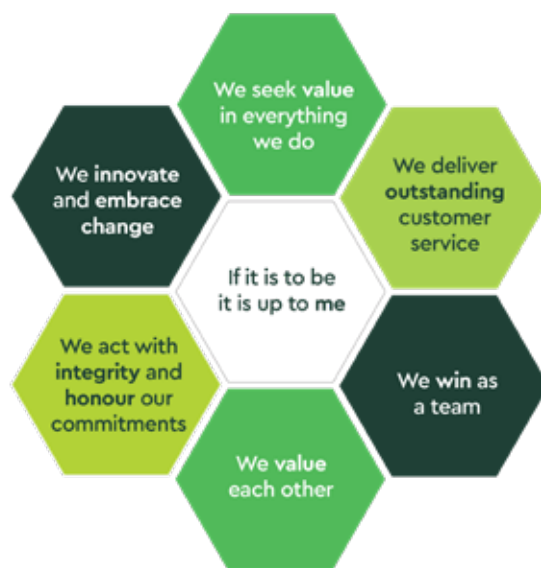 We seek value
in everything
we do
We deliver
outstanding
customer
service
We win as
a team
We value
each other
We act with
integrity and
honour our
commitments
We innovate
and embrace
change
If it is to be
it is up to me